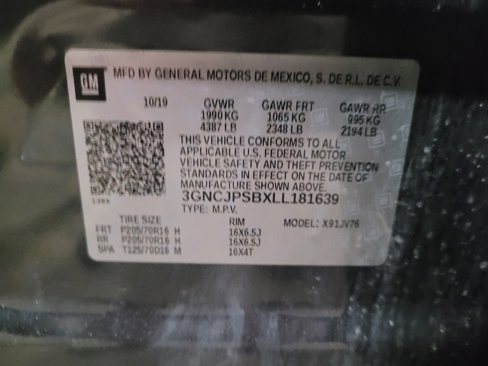 GM
MFD BY GENERAL MOTORS DE MEXICO, S. DE R.L. DE C.V.
10/19 GVWR GAWR FRT GAWR RR
1990 KG 1065 KG 995 KG
4387 LB 2348 LB 2194 LB
THIS VEHICLE CONFORMS TO ALL
APPLICABLE U.S. FEDERAL MOTOR
VEHICLE SAFETY AND THEFT PREVENTION
STANDARDS IN EFFECT ON THE DATE OF
MANUFACTURE SHOWN ABOVE.
3GNCJPSBXLL181639
TYPE: M.P.V. MODEL: X91JV76
TIRE SIZE RIM
FRT P205/70R16 H 16X6.5J
RR P205/70R16 H 16X6.5J
SPA T125/70D16 M 16X4T